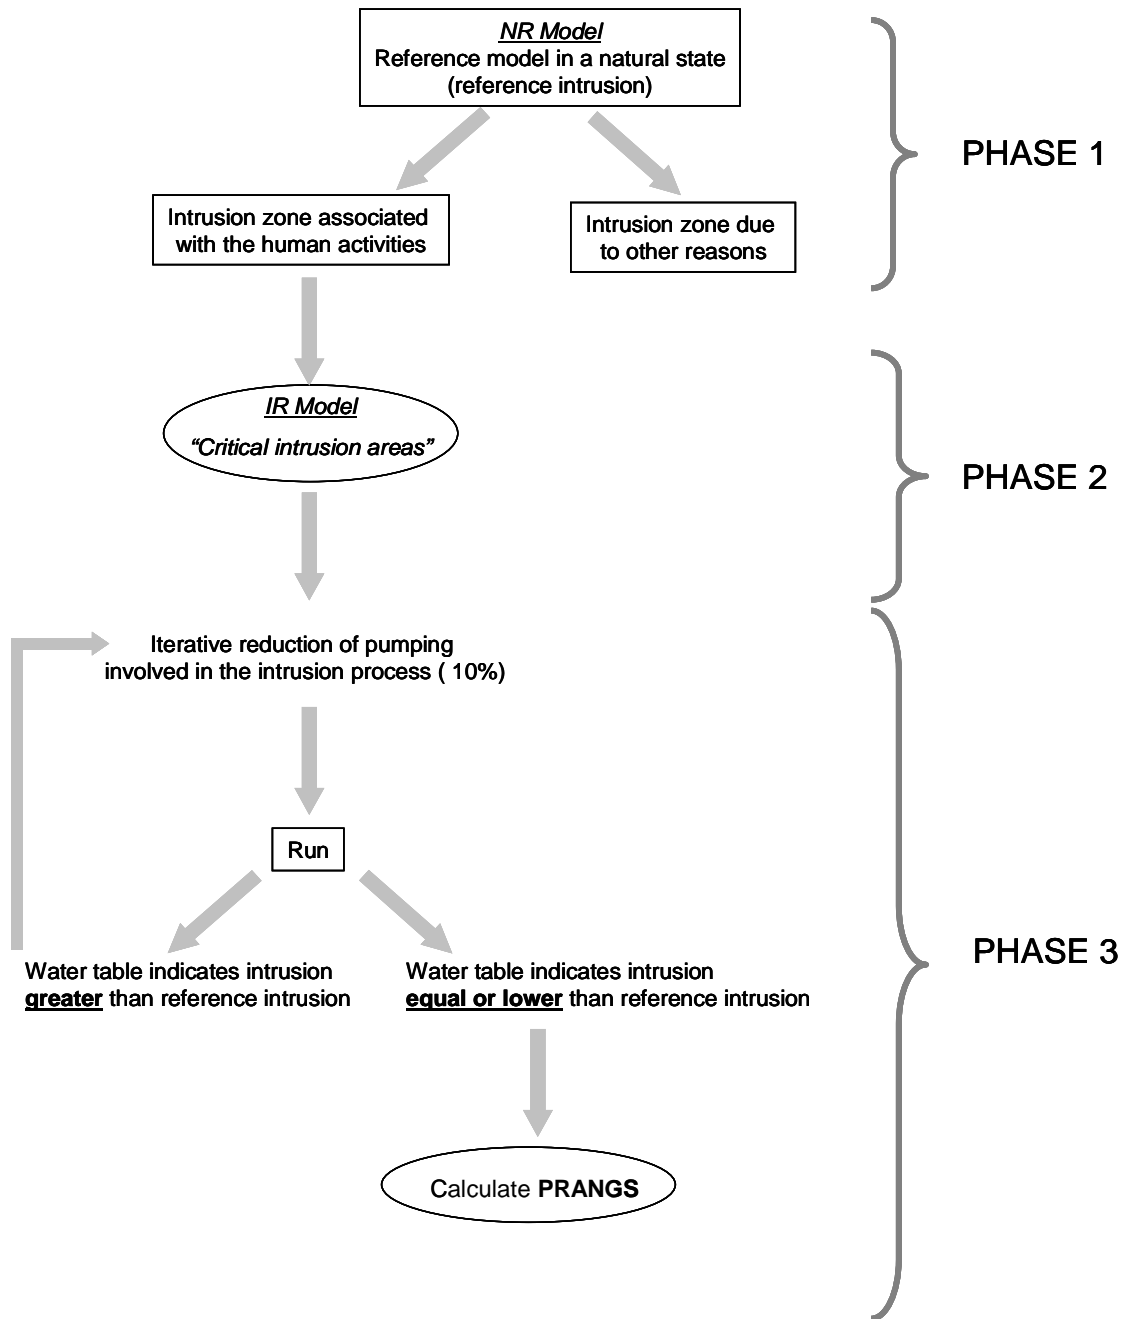 NR Model
Reference model in a natural state
(reference intrusion)
PHASE 1
Intrusion zone associated
with the human activities
Intrusion zone due
to other reasons
IR Model
“Critical intrusion areas”
PHASE 2
Iterative reduction of pumping
involved in the intrusion process ( 10%)
Run
Water table indicates intrusion
greater than reference intrusion
Water table indicates intrusion
equal or lower than reference intrusion
PHASE 3
Calculate PRANGS